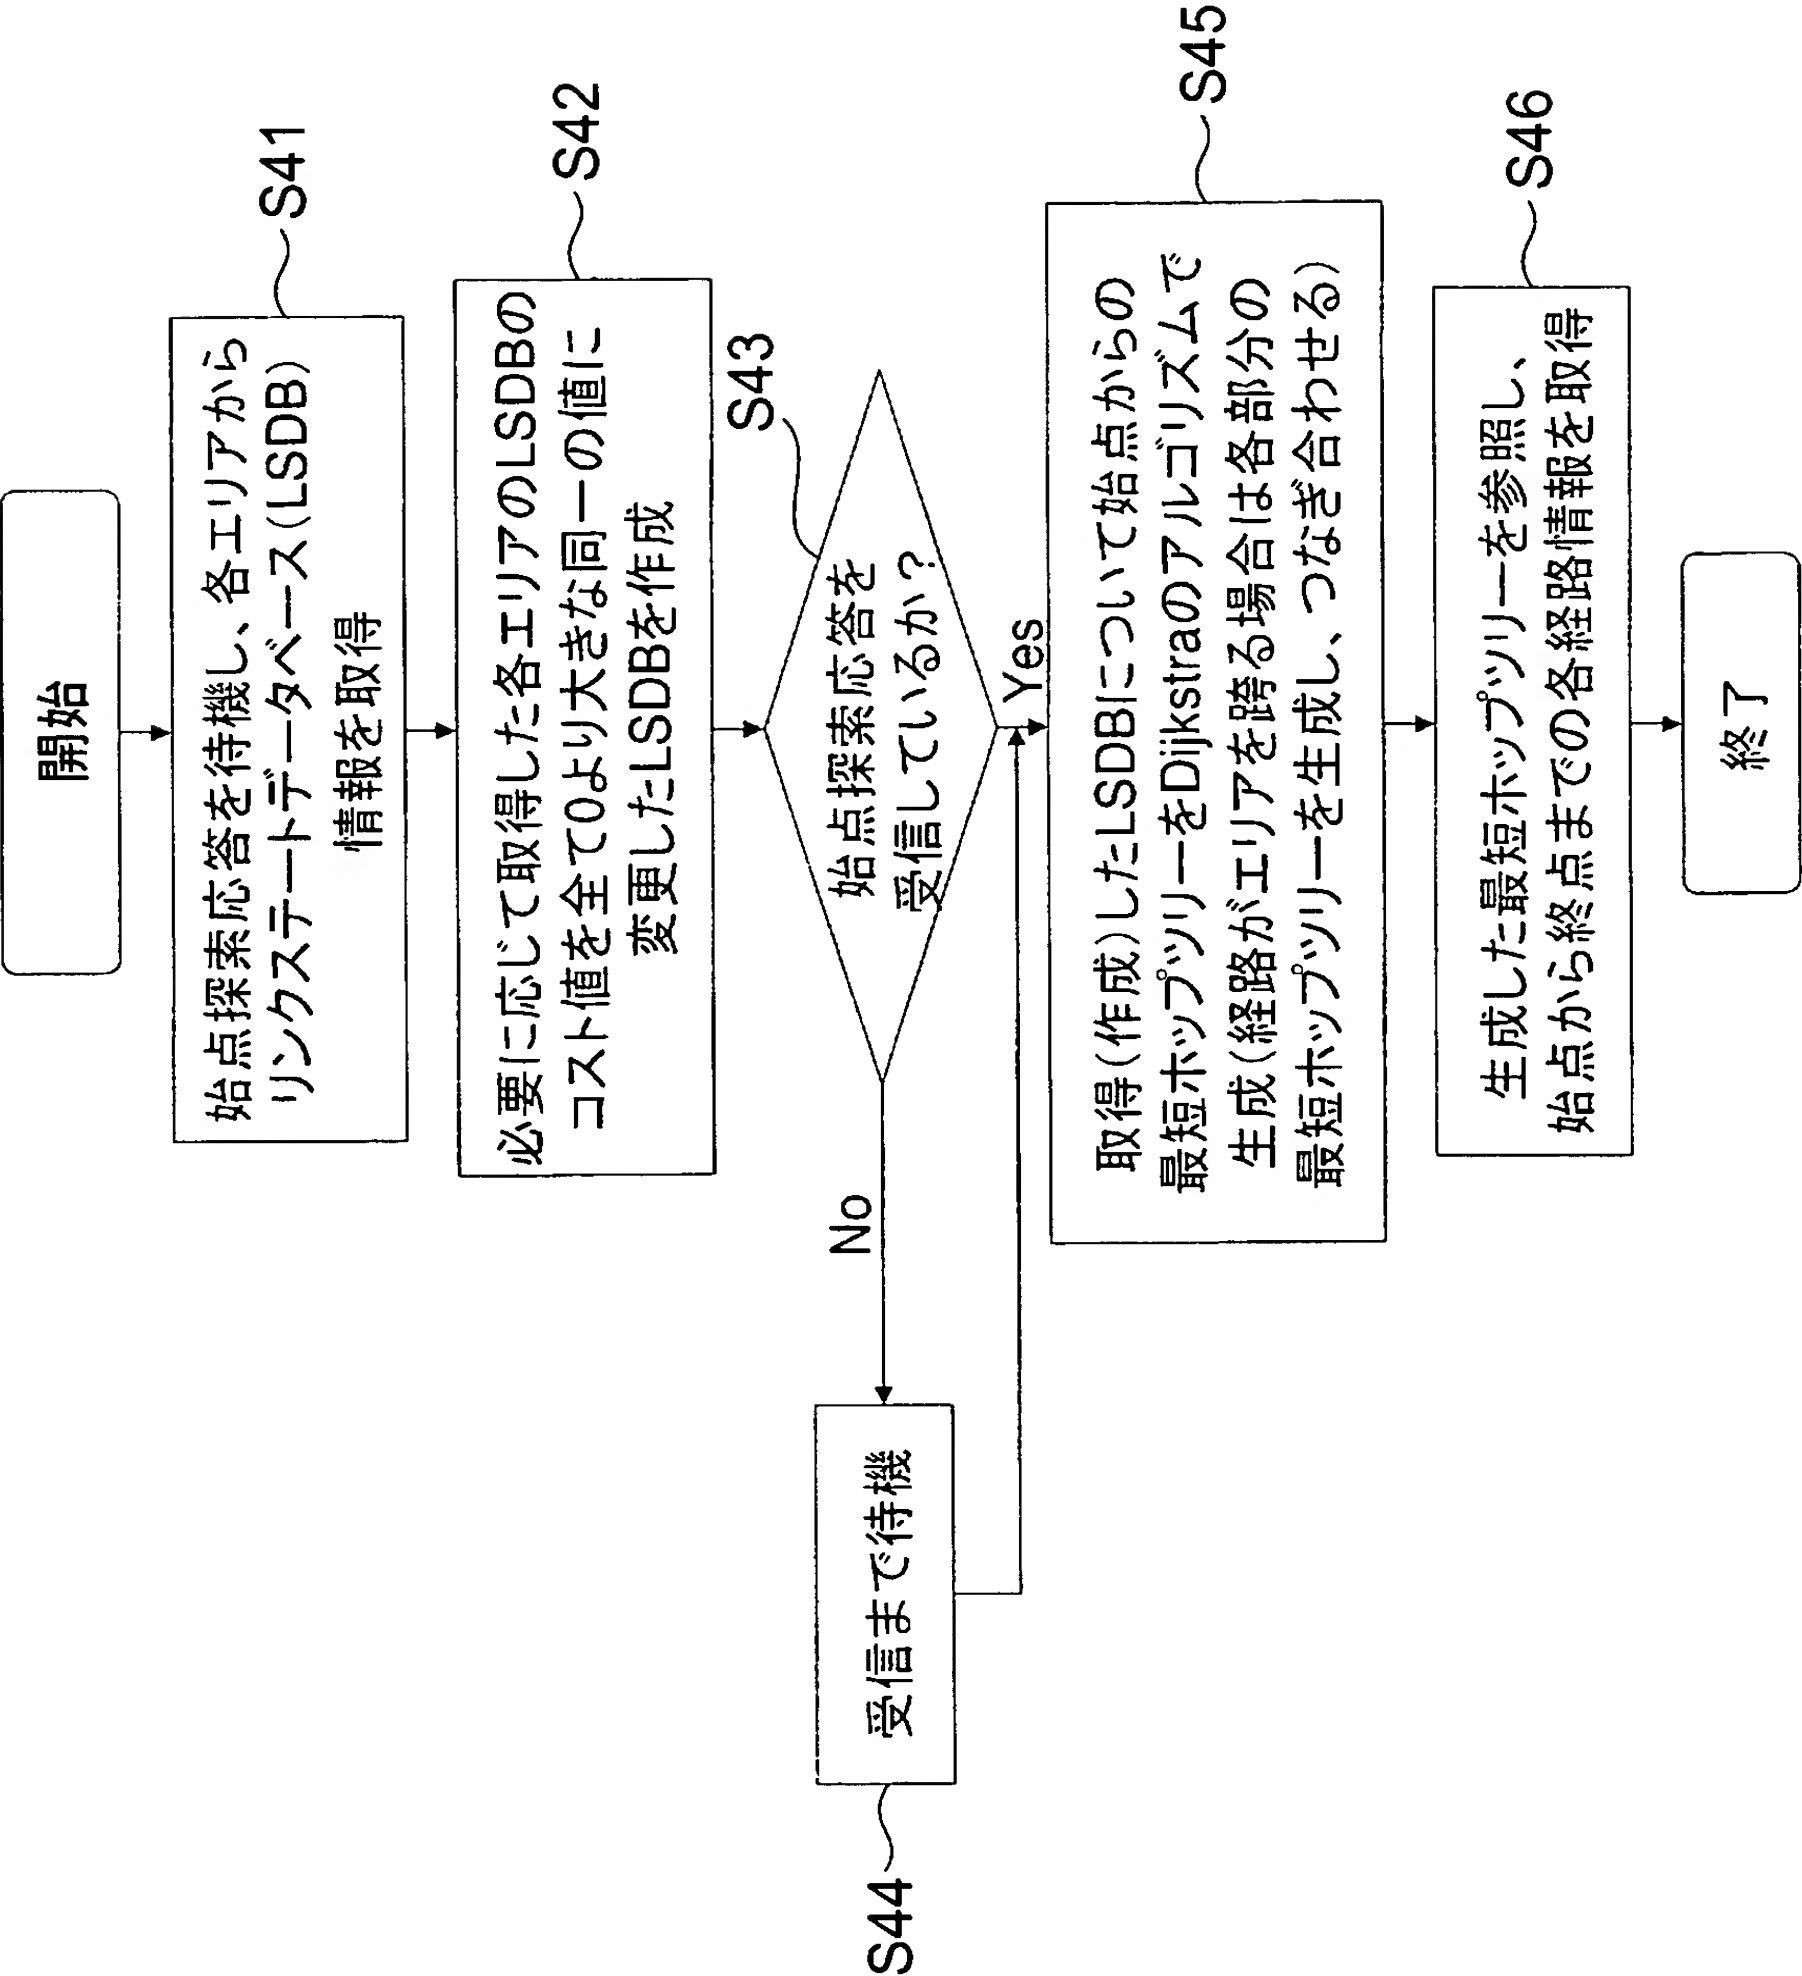 開始
S41
始点探索応答を待機し、各エリアから
リンクステートデータベース(LSDB)
情報を取得
S42
必要に応じて取得した各エリアのLSDBの
コスト値を全て0より大きな同一の値に
変更したLSDBを作成
S43
始点探索応答を
受信しているか?
No
Yes
S44
受信まで待機
S45
取得(作成)したLSDBについて始点からの
最短ホップツリーをDijkstraのアルゴリズムで
生成(経路がエリアを跨る場合は各部分の
最短ホップツリーを生成し、つなぎ合わせる)
S46
生成した最短ホップツリーを参照し、
始点から終点までの各経路情報を取得
終了